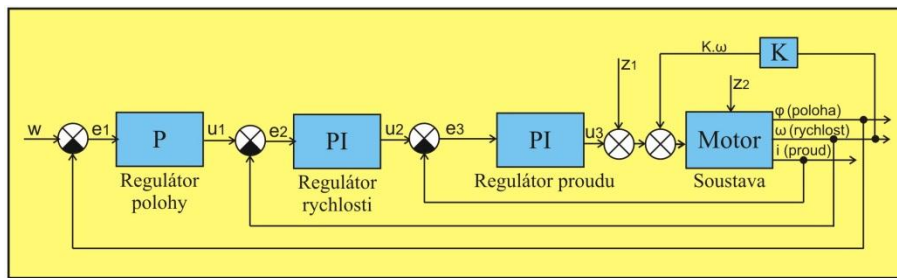 K.ω
K
z1
z2
w
e1
P
u1
e2
PI
u2
e3
PI
u3
Motor
φ (poloha)
ω (rychlost)
i (proud)
Regulátor
polohy
Regulátor
rychlosti
Regulátor proudu
Soustava